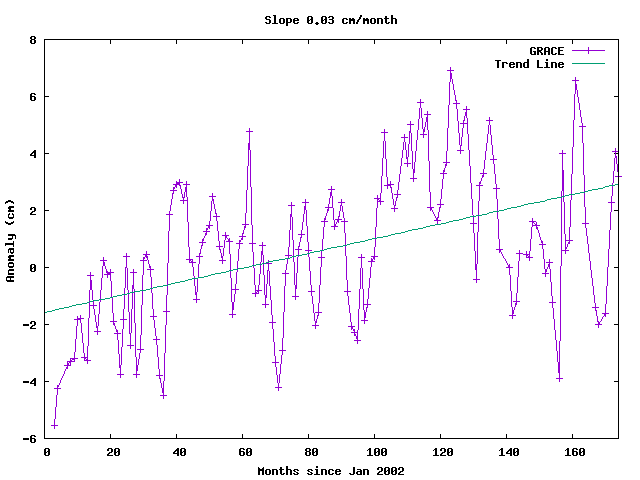 Slope 0.03 cm/month
GRACE
Trend Line
8
6
4
2
0
-2
-4
-6
Anomaly (cm)
0 20 40 60 80 100 120 140 160
Months since Jan 2002